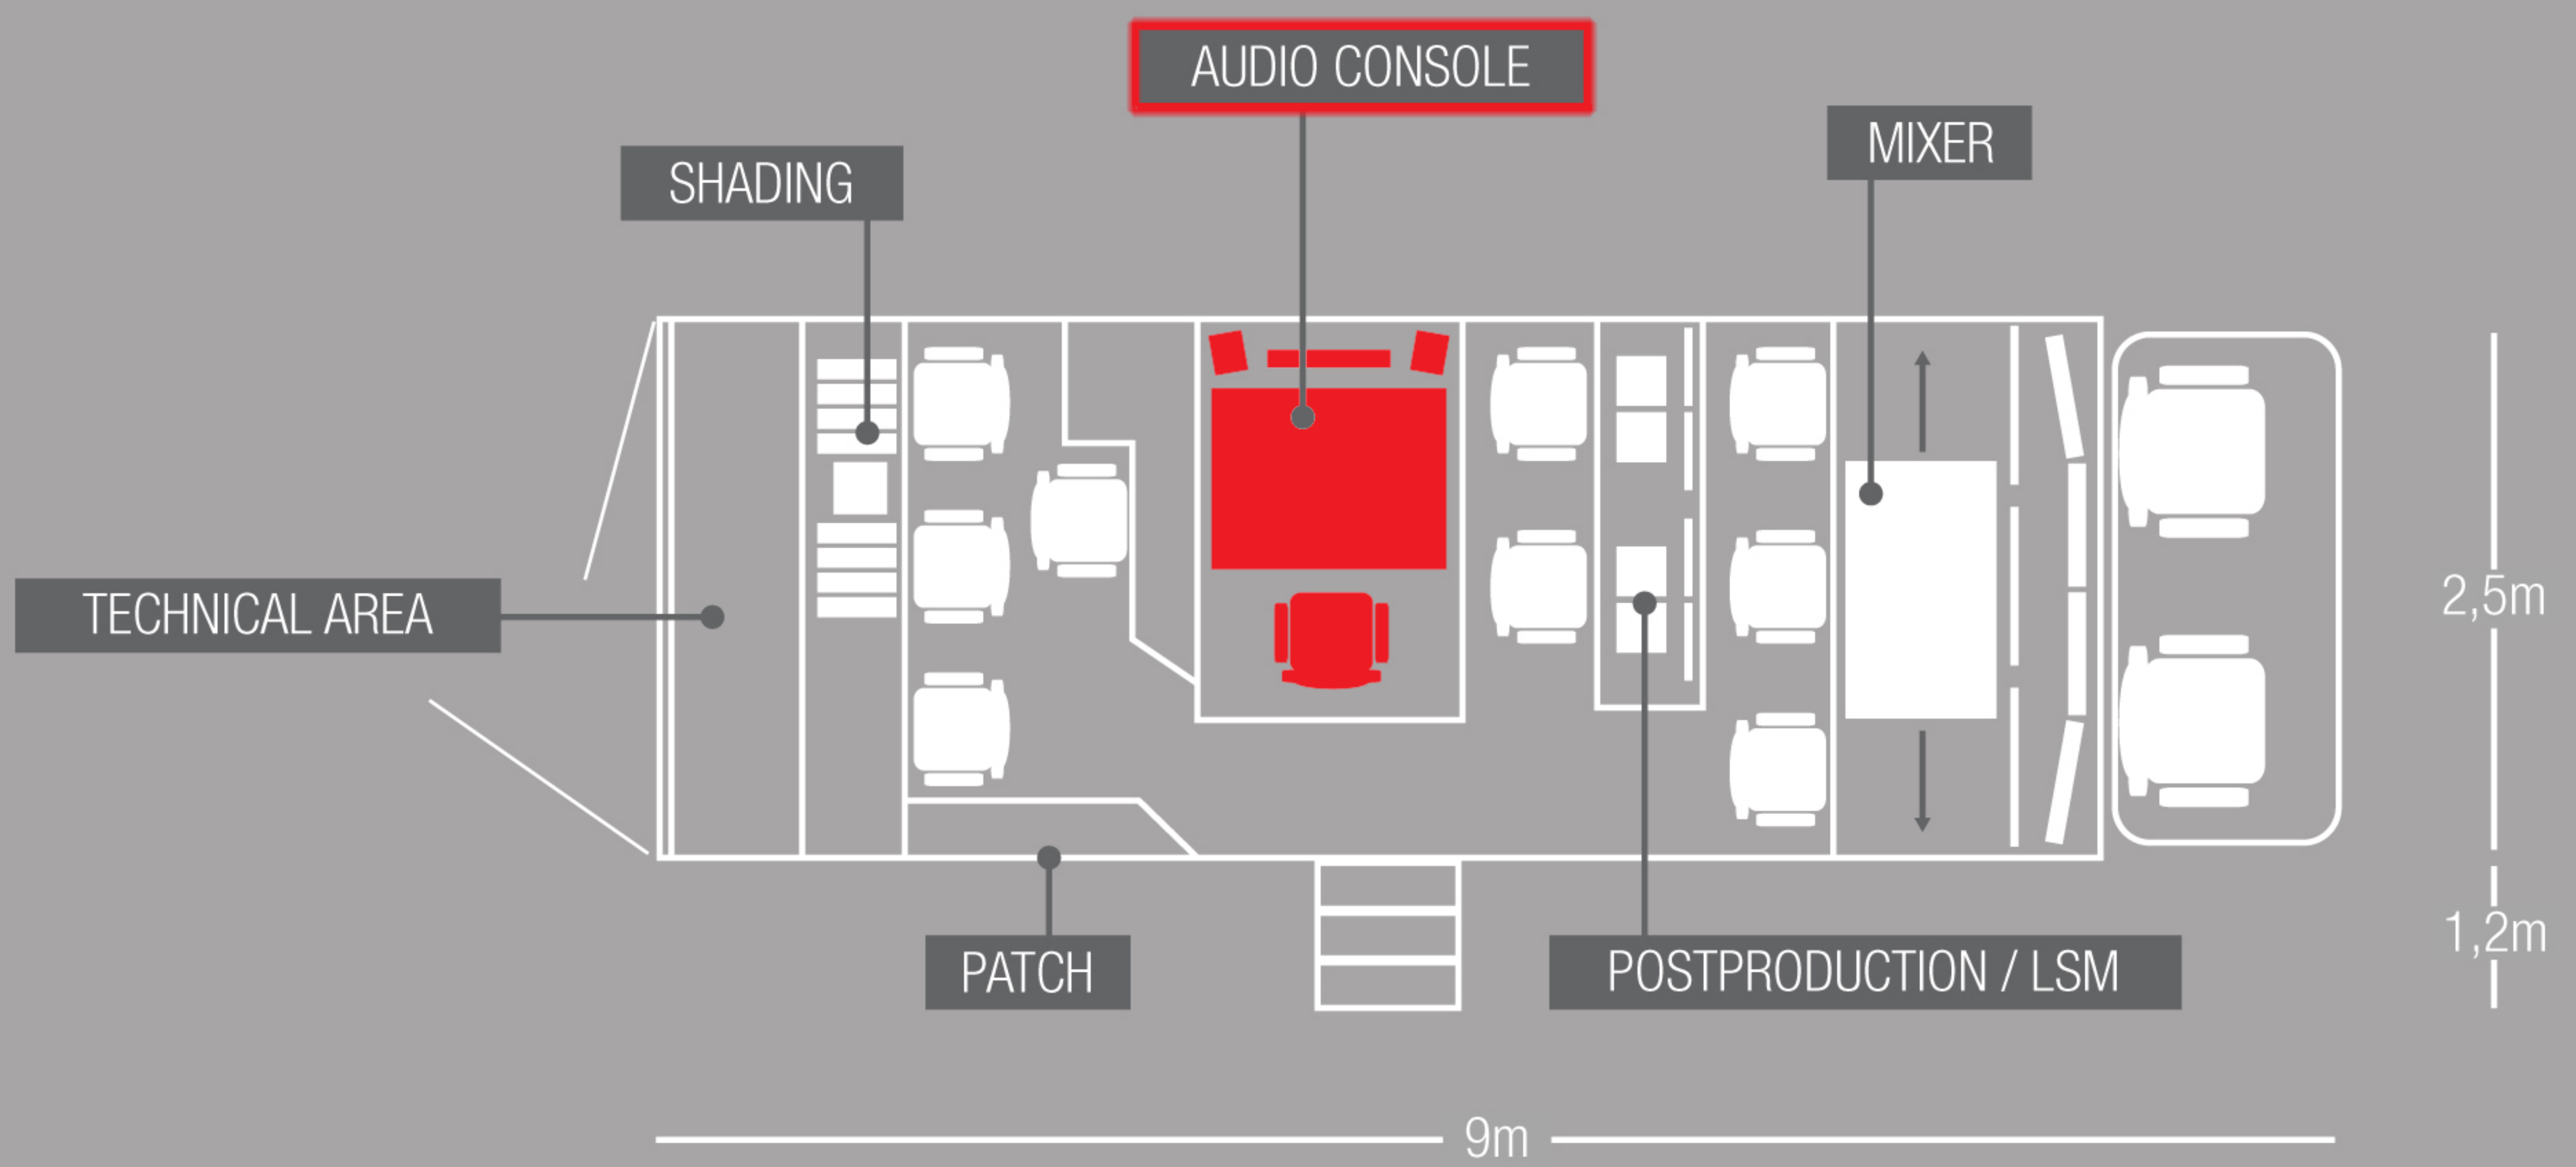 AUDIO CONSOLE
MIXER
SHADING
TECHNICAL AREA
2,5m
1,2m
PATCH
POSTPRODUCTION / LSM
9m